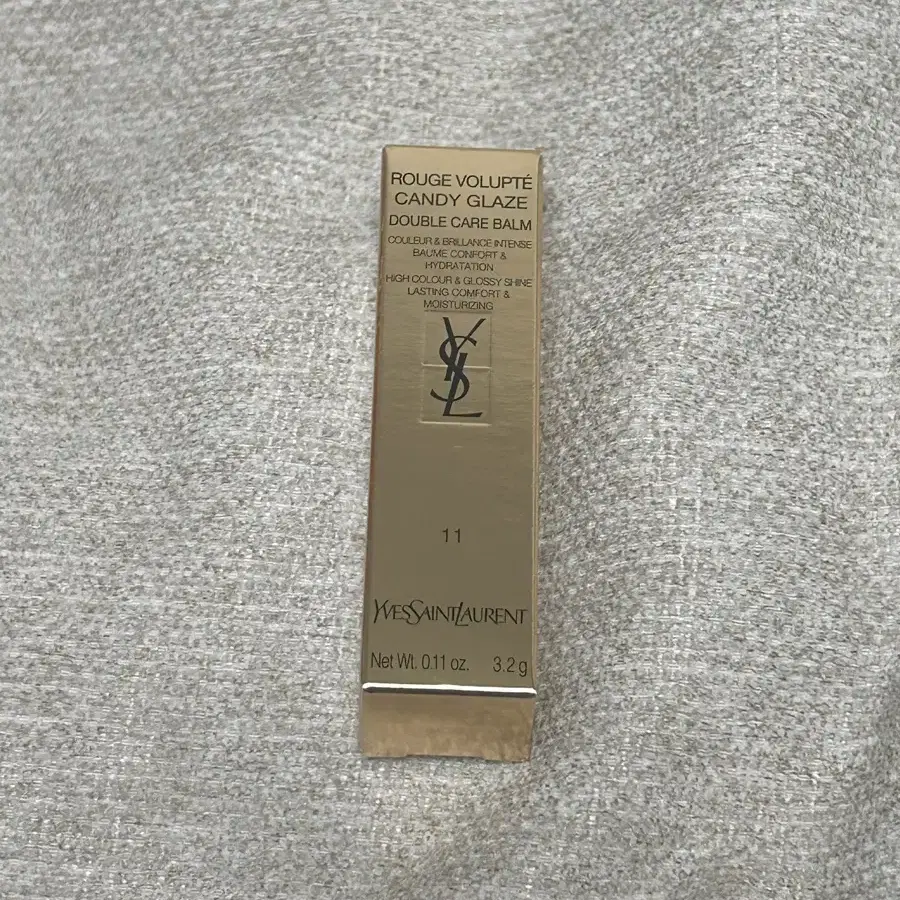 ROUGE VOLUPTÉ
CANDY GLAZE
DOUBLE CARE BALM
COULEUR & BRILLANCE INTENSE
BAUME CONFORT &
HYDRATATION
HIGH COLOUR & GLOSSY SHINE
LASTING COMFORT &
MOISTURIZING
YSL
11
YVESSAINTLAURENT
Net Wt. 0.11 oz. 3.2 g